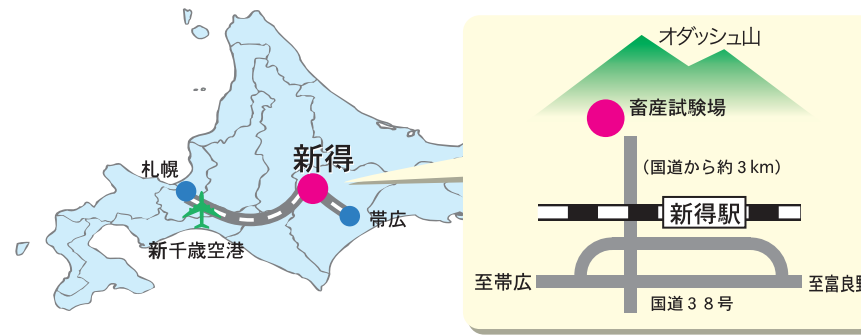 札幌
新得
帯広
新千歳空港
オダッシュ山
畜産試験場
(国道から約3km)
新得駅
至帯広
至富良野
国道38号